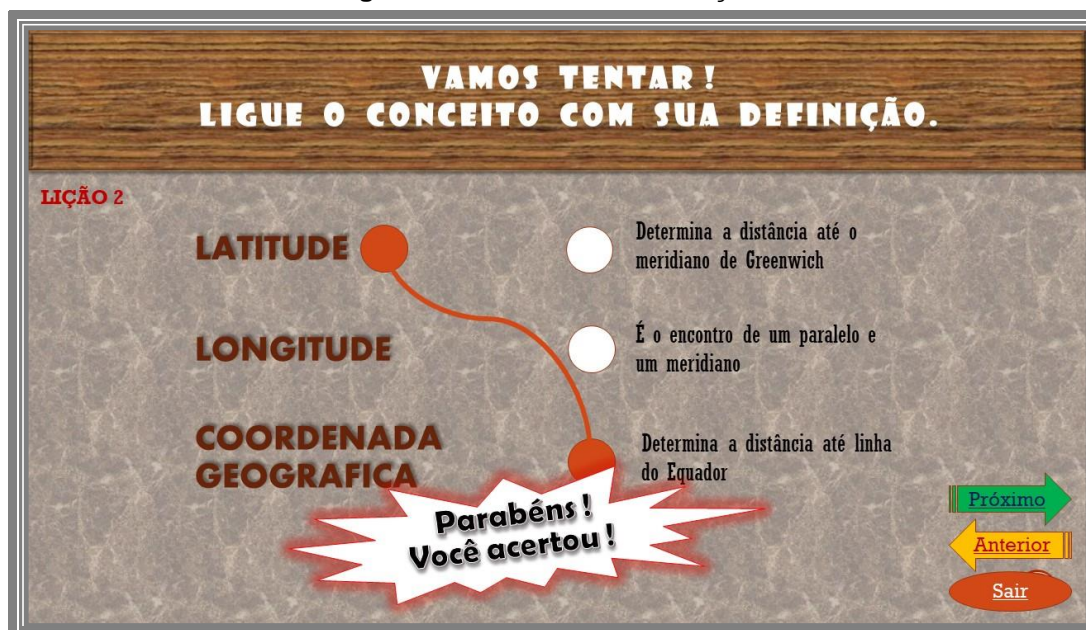 VAMOS TENTAR !
LIGUE O CONCEITO COM SUA DEFINIÇÃO.
LIÇÃO 2
LATITUDE
Determina a distância até o
meridiano de Greenwich
LONGITUDE
É o encontro de um paralelo e
um meridiano
COORDENADA
GEOGRAFICA
Determina a distância até linha
do Equador
Parabéns !
Você acertou !
Próximo
Anterior
Sair